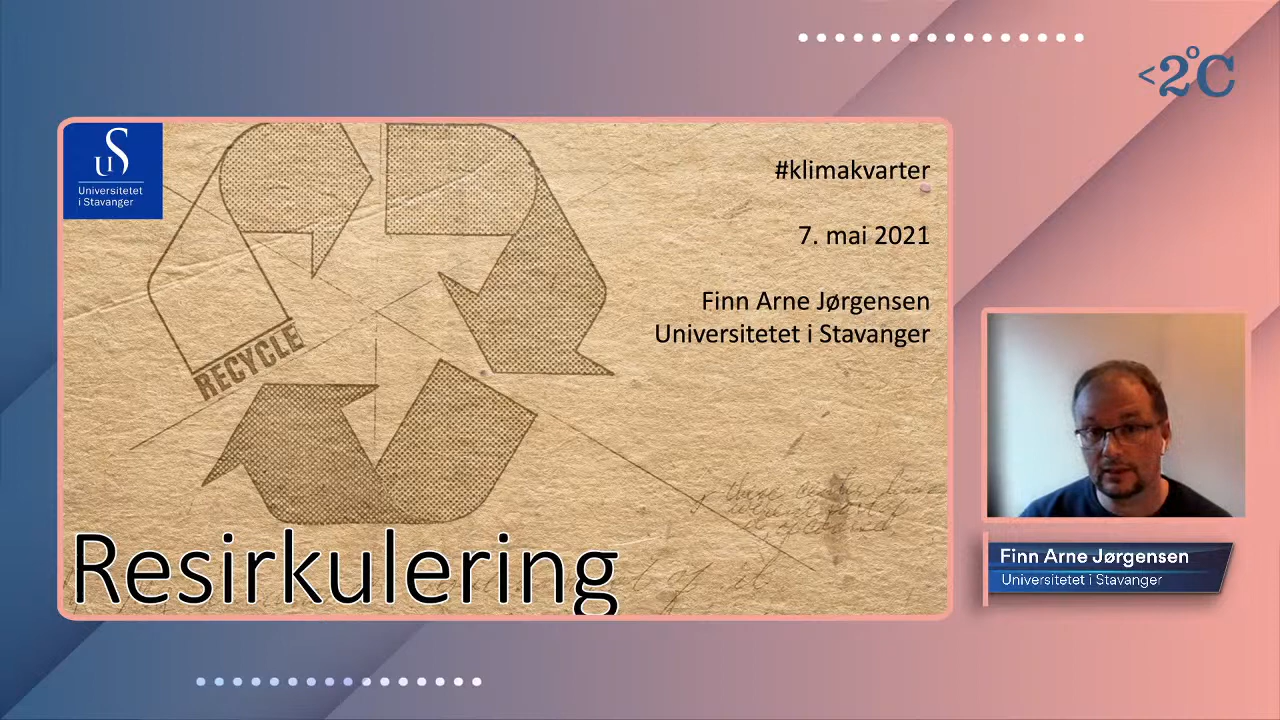 <2°C
uS
Universitetet
i Stavanger
#klimakvarter
7. mai 2021
Finn Arne Jørgensen
Universitetet i Stavanger
RECYCLE
Resirkulering
Finn Arne Jørgensen
Universitetet i Stavanger